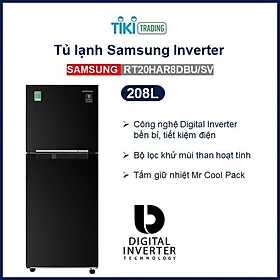 TIKI TRADING
Tủ lạnh Samsung Inverter
SAMSUNG RT20HAR8DBU/SV
208L
Công nghệ Digital Inverter
bền bỉ, tiết kiệm điện
Bộ lọc khử mùi than hoạt tính
Tấm giữ nhiệt Mr Cool Pack
DIGITAL
INVERTER
TECHNOLOGY